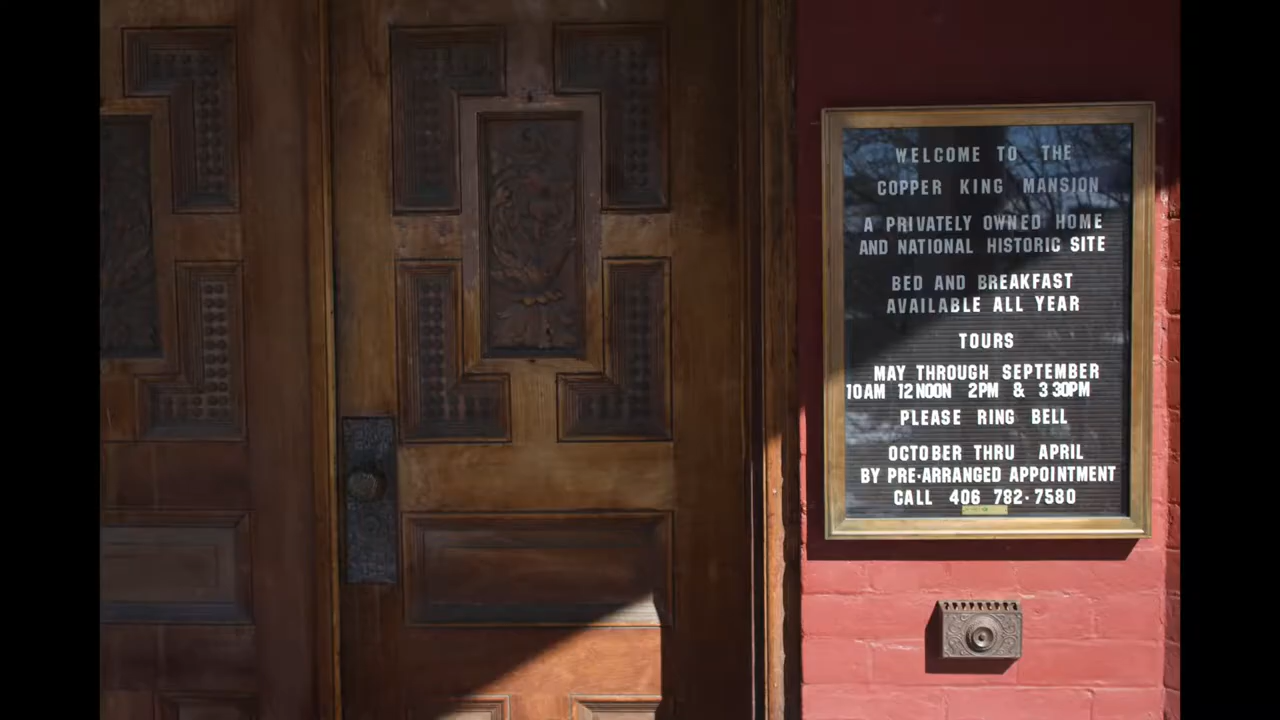 WELCOME TO THE
COPPER KING MANSION
A PRIVATELY OWNED HOME
AND NATIONAL HISTORIC SITE
BED AND BREAKFAST
AVAILABLE ALL YEAR
TOURS
MAY THROUGH SEPTEMBER
10AM 12NOON 2PM & 3 30PM
PLEASE RING BELL
OCTOBER THRU APRIL
BY PRE-ARRANGED APPOINTMENT
CALL 406 782-7580